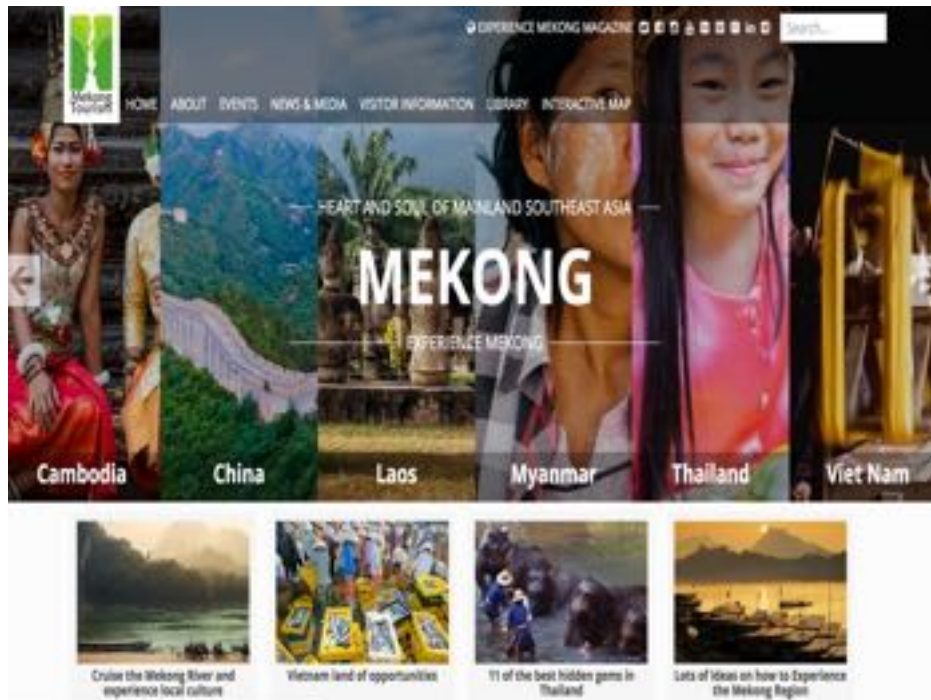 Mekong
Tourism
EXPERIENCE MEKONG MAGAZINE
Search...
HOME ABOUT EVENTS NEWS & MEDIA VISITOR INFORMATION LIBRARY INTERACTIVE MAP
HEART AND SOUL OF MAINLAND SOUTHEAST ASIA
MEKONG
EXPERIENCE MEKONG
Cambodia China Laos Myanmar Thailand Viet Nam
Cruise the Mekong River and
experience local culture
Vietnam land of opportunities
11 of the best hidden gems in
Thailand
Lots of Ideas on how to Experience
the Mekong Region